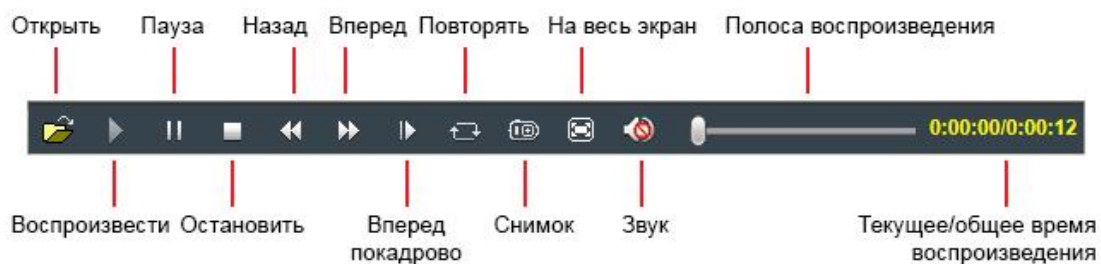 Открыть Пауза Назад Вперед Повторять На весь экран Полоса воспроизведения
0:00:00/0:00:12
Воспроизвести Остановить Вперед покадрово Снимок Звук Текущее/общее время воспроизведения